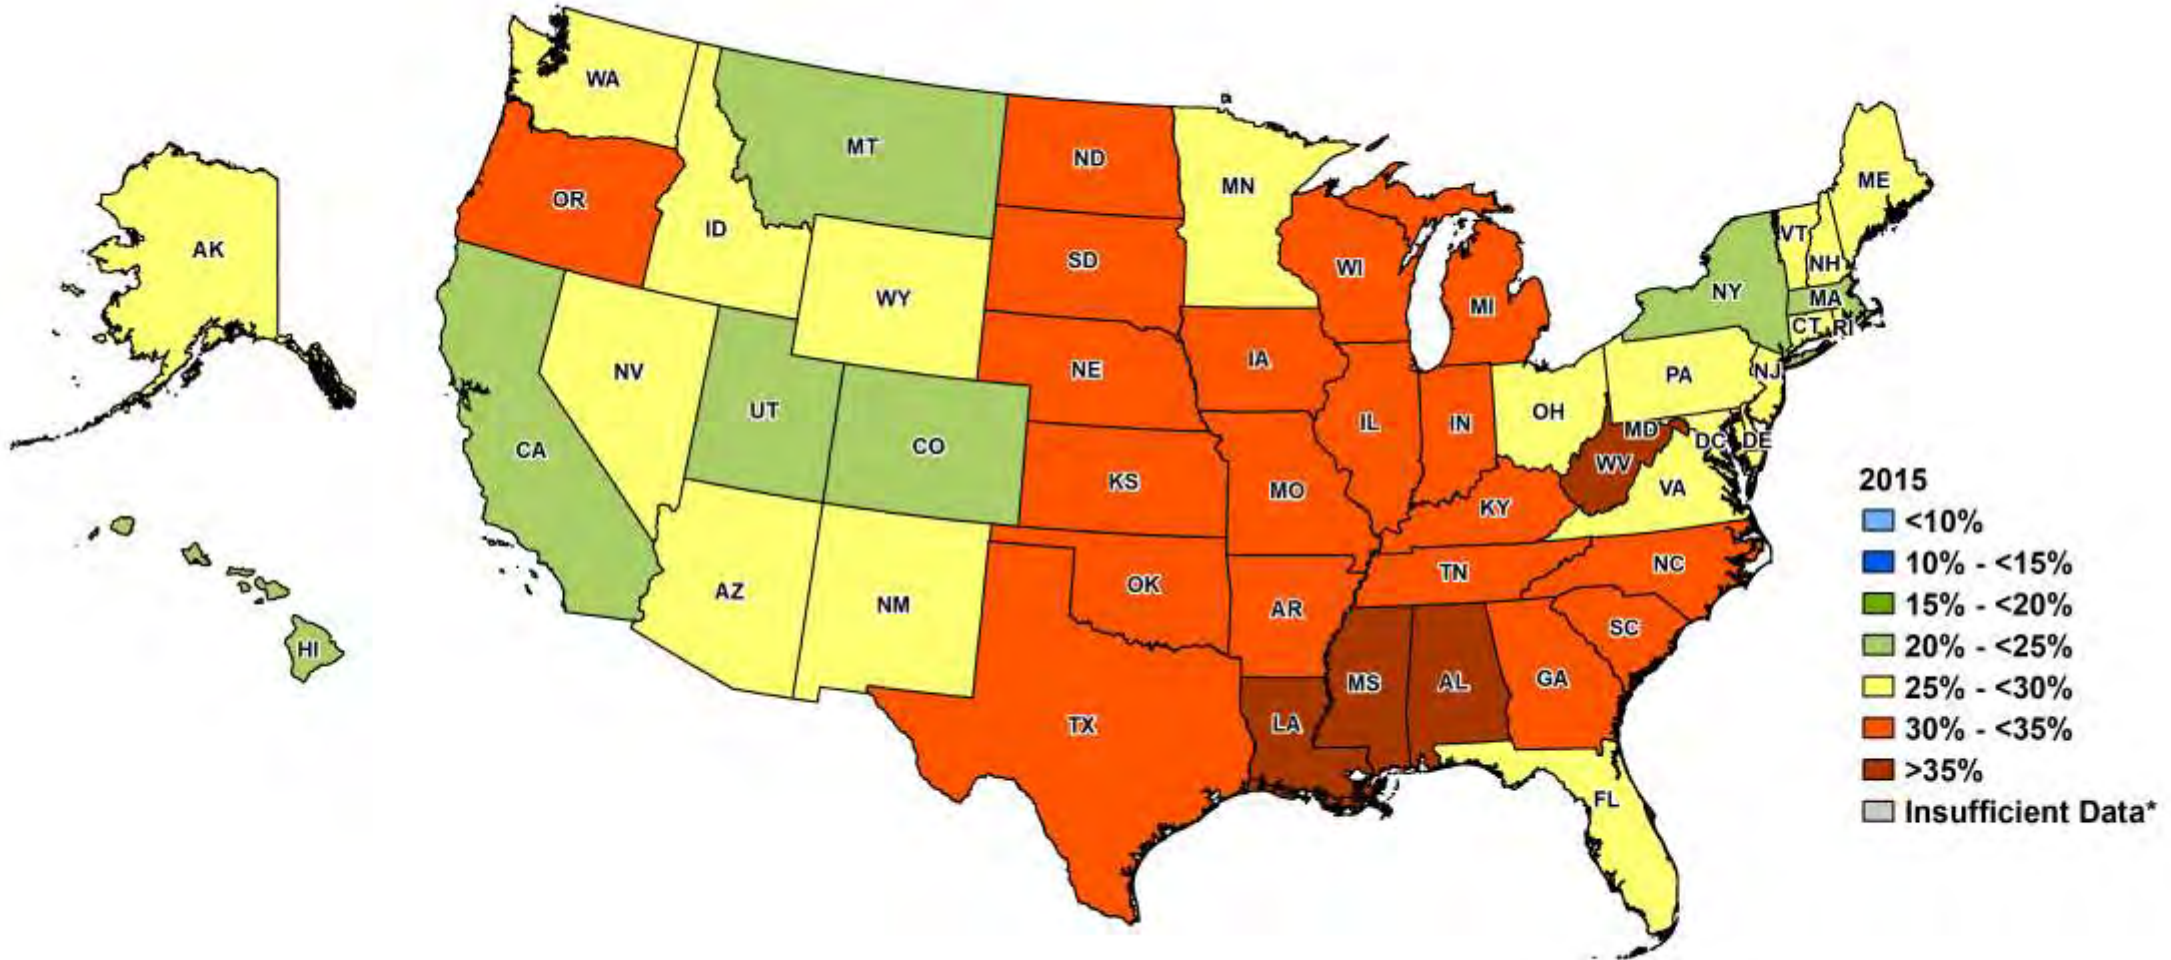 WA
MT
ND
MN
ME
OR
ID
SD
WI
VT
NH
AK
WY
MI
NY
MA
CT
RI
NV
NE
IA
PA
NJ
UT
CO
IL
IN
OH
MD
DC
DE
CA
KS
MO
WV
VA
KY
AZ
NM
OK
AR
TN
NC
SC
HI
TX
LA
MS
AL
GA
FL
2015
<10%
10% - <15%
15% - <20%
20% - <25%
25% - <30%
30% - <35%
>35%
Insufficient Data*